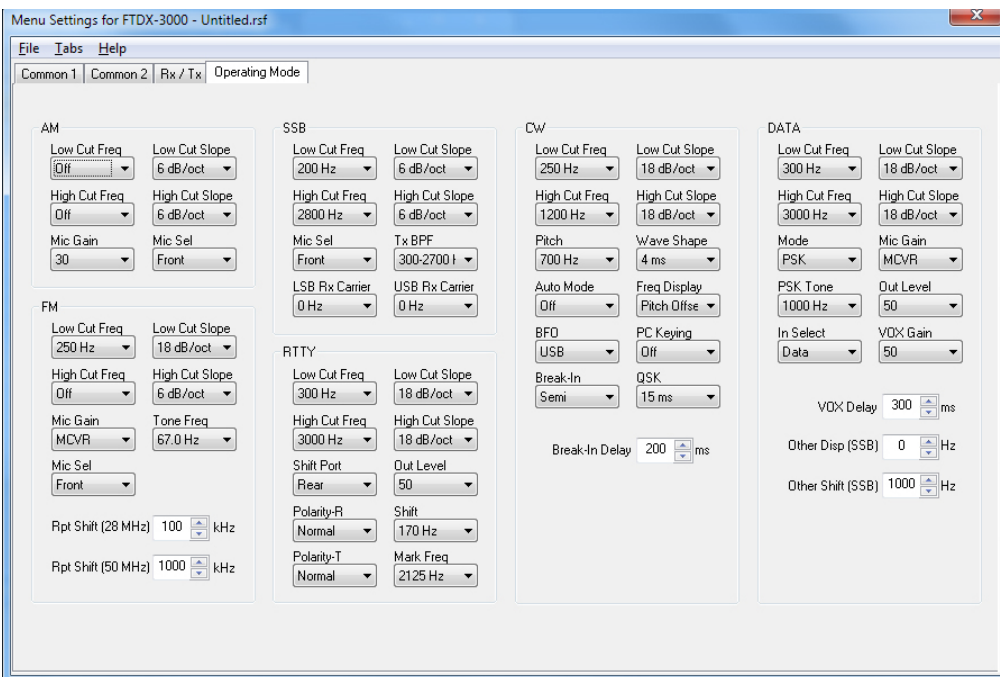 Menu Settings for FTDX-3000 - Untitled.rsf
File Tabs Help
Common 1 Common 2 Rx / Tx Operating Mode
AM
Low Cut Freq Low Cut Slope
Off 6 dB/oct
High Cut Freq High Cut Slope
Off 6 dB/oct
Mic Gain Mic Sel
30 Front
FM
Low Cut Freq Low Cut Slope
250 Hz 18 dB/oct
High Cut Freq High Cut Slope
Off 6 dB/oct
Mic Gain Tone Freq
MCVR 67.0 Hz
Mic Sel
Front
Rpt Shift (28 MHz) 100 kHz
Rpt Shift (50 MHz) 1000 kHz
SSB
Low Cut Freq Low Cut Slope
200 Hz 6 dB/oct
High Cut Freq High Cut Slope
2800 Hz 6 dB/oct
Mic Sel Tx BPF
Front 300-2700 H
LSB Rx Carrier USB Rx Carrier
0 Hz 0 Hz
RTTY
Low Cut Freq Low Cut Slope
300 Hz 18 dB/oct
High Cut Freq High Cut Slope
3000 Hz 18 dB/oct
Shift Port Out Level
Rear 50
Polarity-R Shift
Normal 170 Hz
Polarity-T Mark Freq
Normal 2125 Hz
CW
Low Cut Freq Low Cut Slope
250 Hz 18 dB/oct
High Cut Freq High Cut Slope
1200 Hz 18 dB/oct
Pitch Wave Shape
700 Hz 4 ms
Auto Mode Freq Display
Off Pitch Offse
BFO PC Keying
USB Off
Break-In QSK
Semi 15 ms
Break-In Delay 200 ms
DATA
Low Cut Freq Low Cut Slope
300 Hz 18 dB/oct
High Cut Freq High Cut Slope
3000 Hz 18 dB/oct
Mode Mic Gain
PSK MCVR
PSK Tone Out Level
1000 Hz 50
In Select VOX Gain
Data 50
VOX Delay 300 ms
Other Disp (SSB) 0 Hz
Other Shift (SSB) 1000 Hz